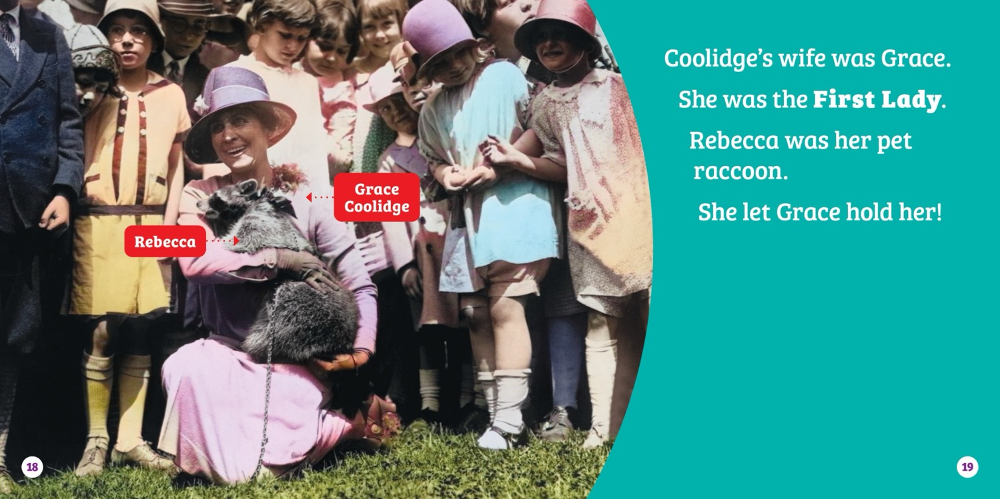 Grace
Coolidge
Rebecca
18
Coolidge’s wife was Grace.
She was the First Lady.
Rebecca was her pet
raccoon.
She let Grace hold her!
19